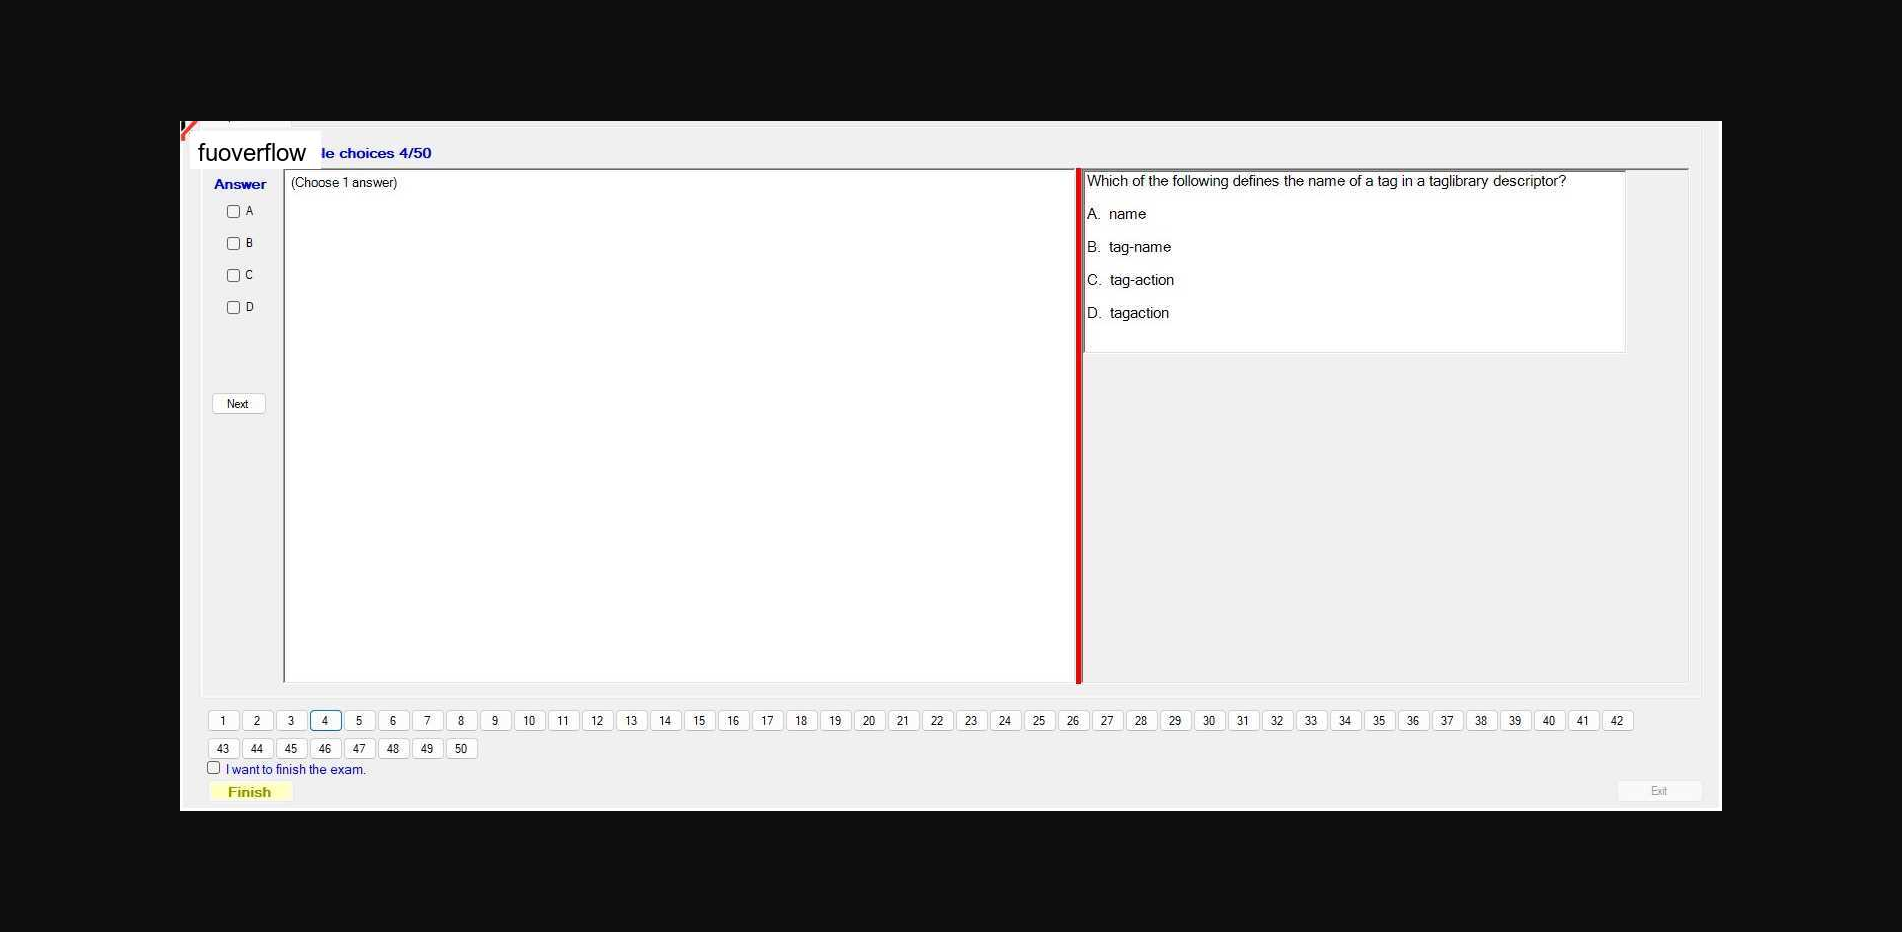 fuoverflow le choices 4/50
Answer
(Choose 1 answer)
A
B
C
D
Next
Which of the following defines the name of a tag in a taglibrary descriptor?
A. name
B. tag-name
C. tag-action
D. tagaction
1 2 3 4 5 6 7 8 9 10 11 12 13 14 15 16 17 18 19 20 21 22 23 24 25 26 27 28 29 30 31 32 33 34 35 36 37 38 39 40 41 42
43 44 45 46 47 48 49 50
I want to finish the exam.
Finish
Exit